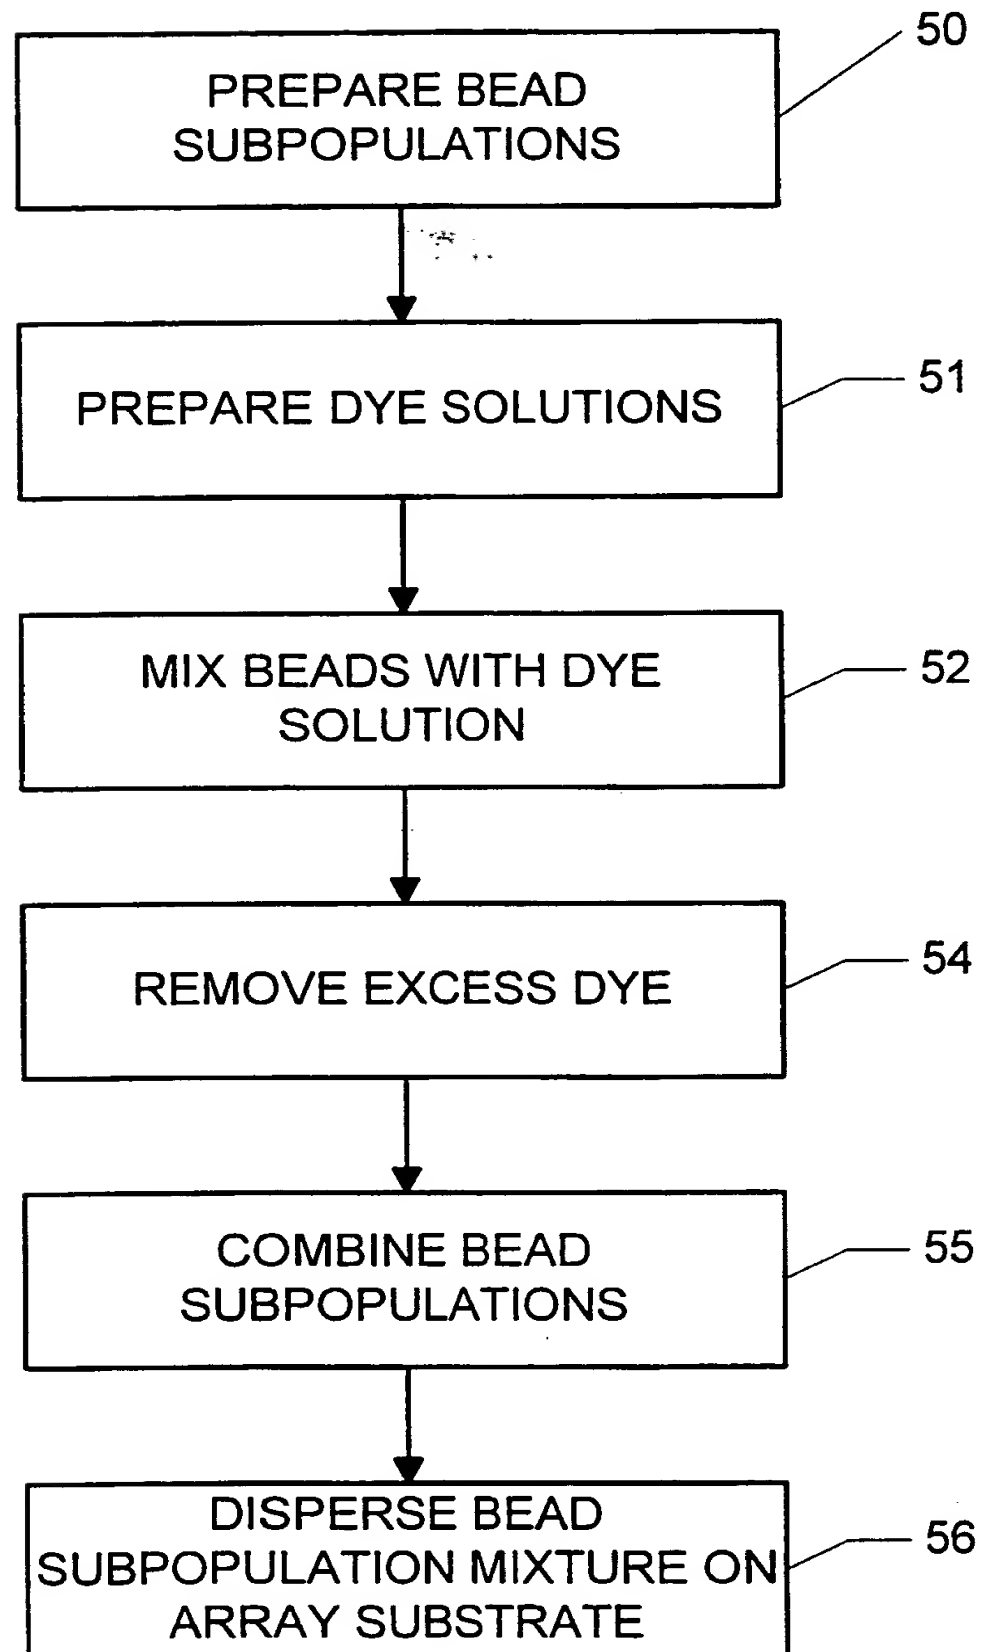 50
PREPARE BEAD
SUBPOPULATIONS
51
PREPARE DYE SOLUTIONS
52
MIX BEADS WITH DYE
SOLUTION
54
REMOVE EXCESS DYE
55
COMBINE BEAD
SUBPOPULATIONS
56
DISPERSE BEAD
SUBPOPULATION MIXTURE ON
ARRAY SUBSTRATE